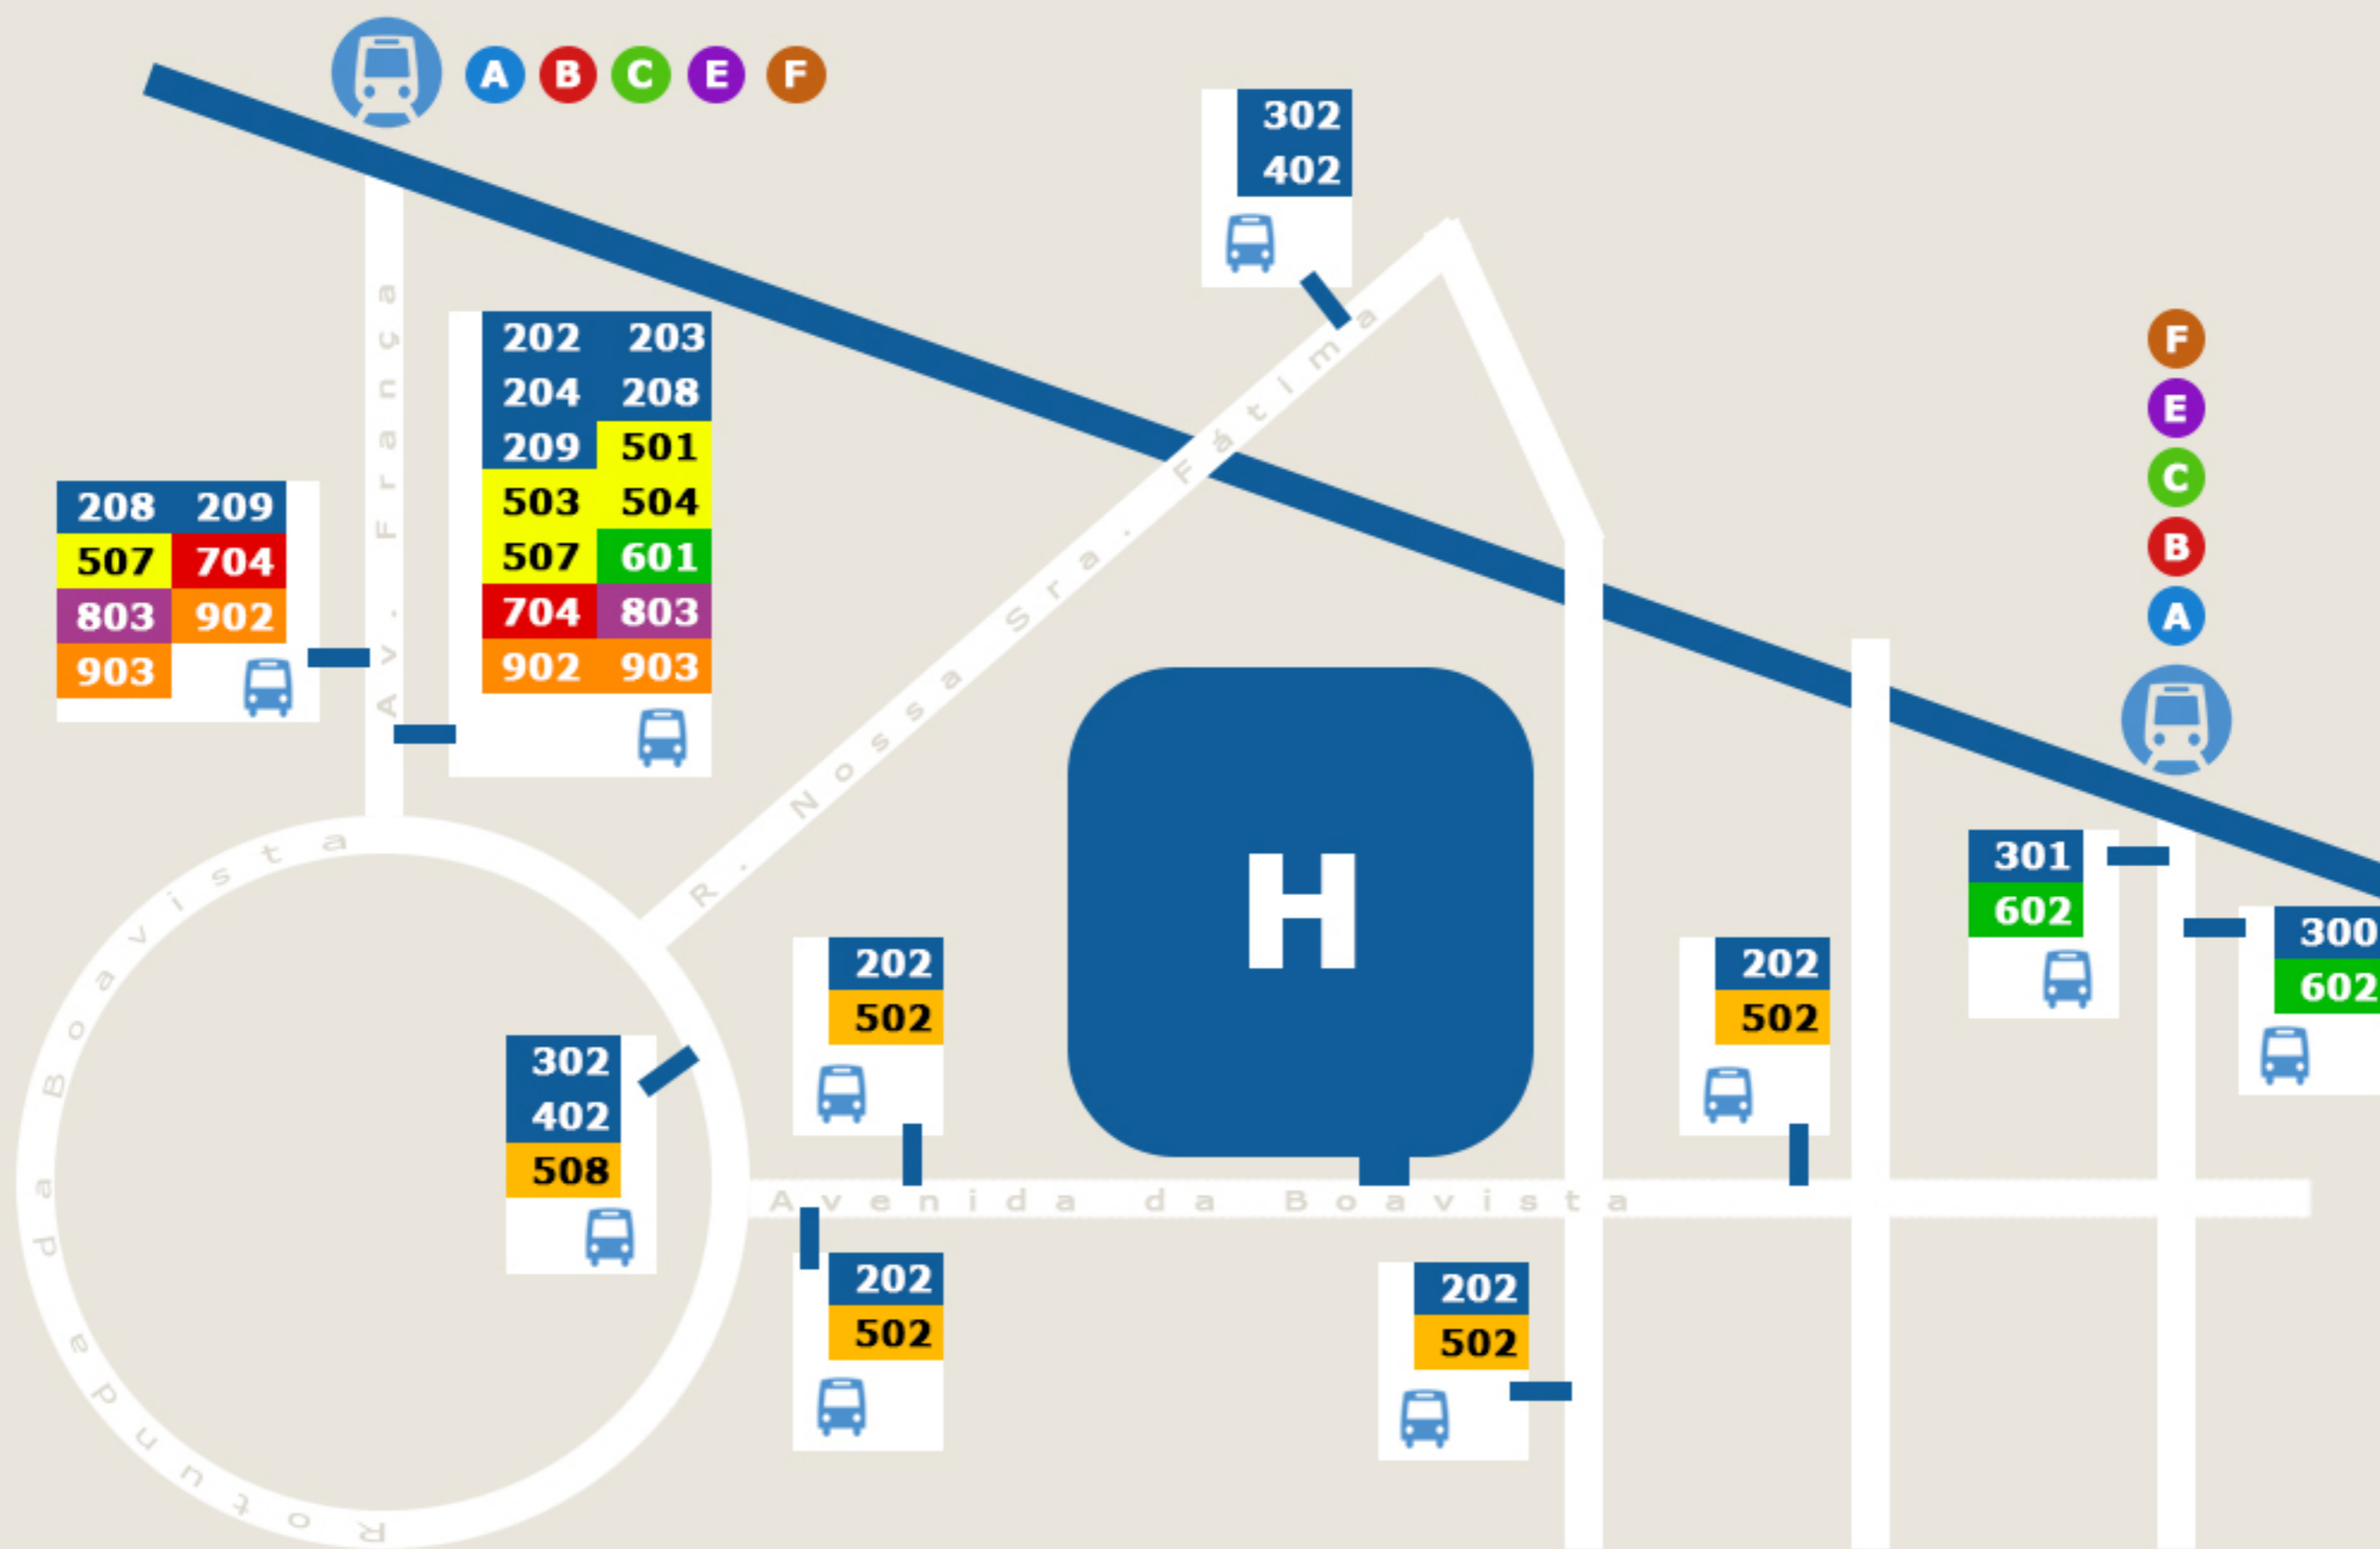 A B C E F
302
402
F
E
C
B
A
Av. França
202 203
204 208
209 501
503 504
507 601
704 803
902 903
208 209
507 704
803 902
903
R. Nossa Sra. Fátima
H
301
602
300
602
Rotunda da Boavista
302
402
508
202
502
202
502
Avenida da Boavista
202
502
202
502